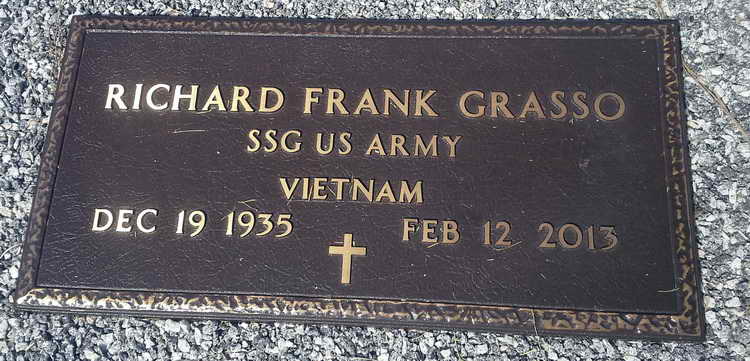 RICHARD FRANK GRASSO
SSG US ARMY
VIETNAM
DEC 19 1935 FEB 12 2013